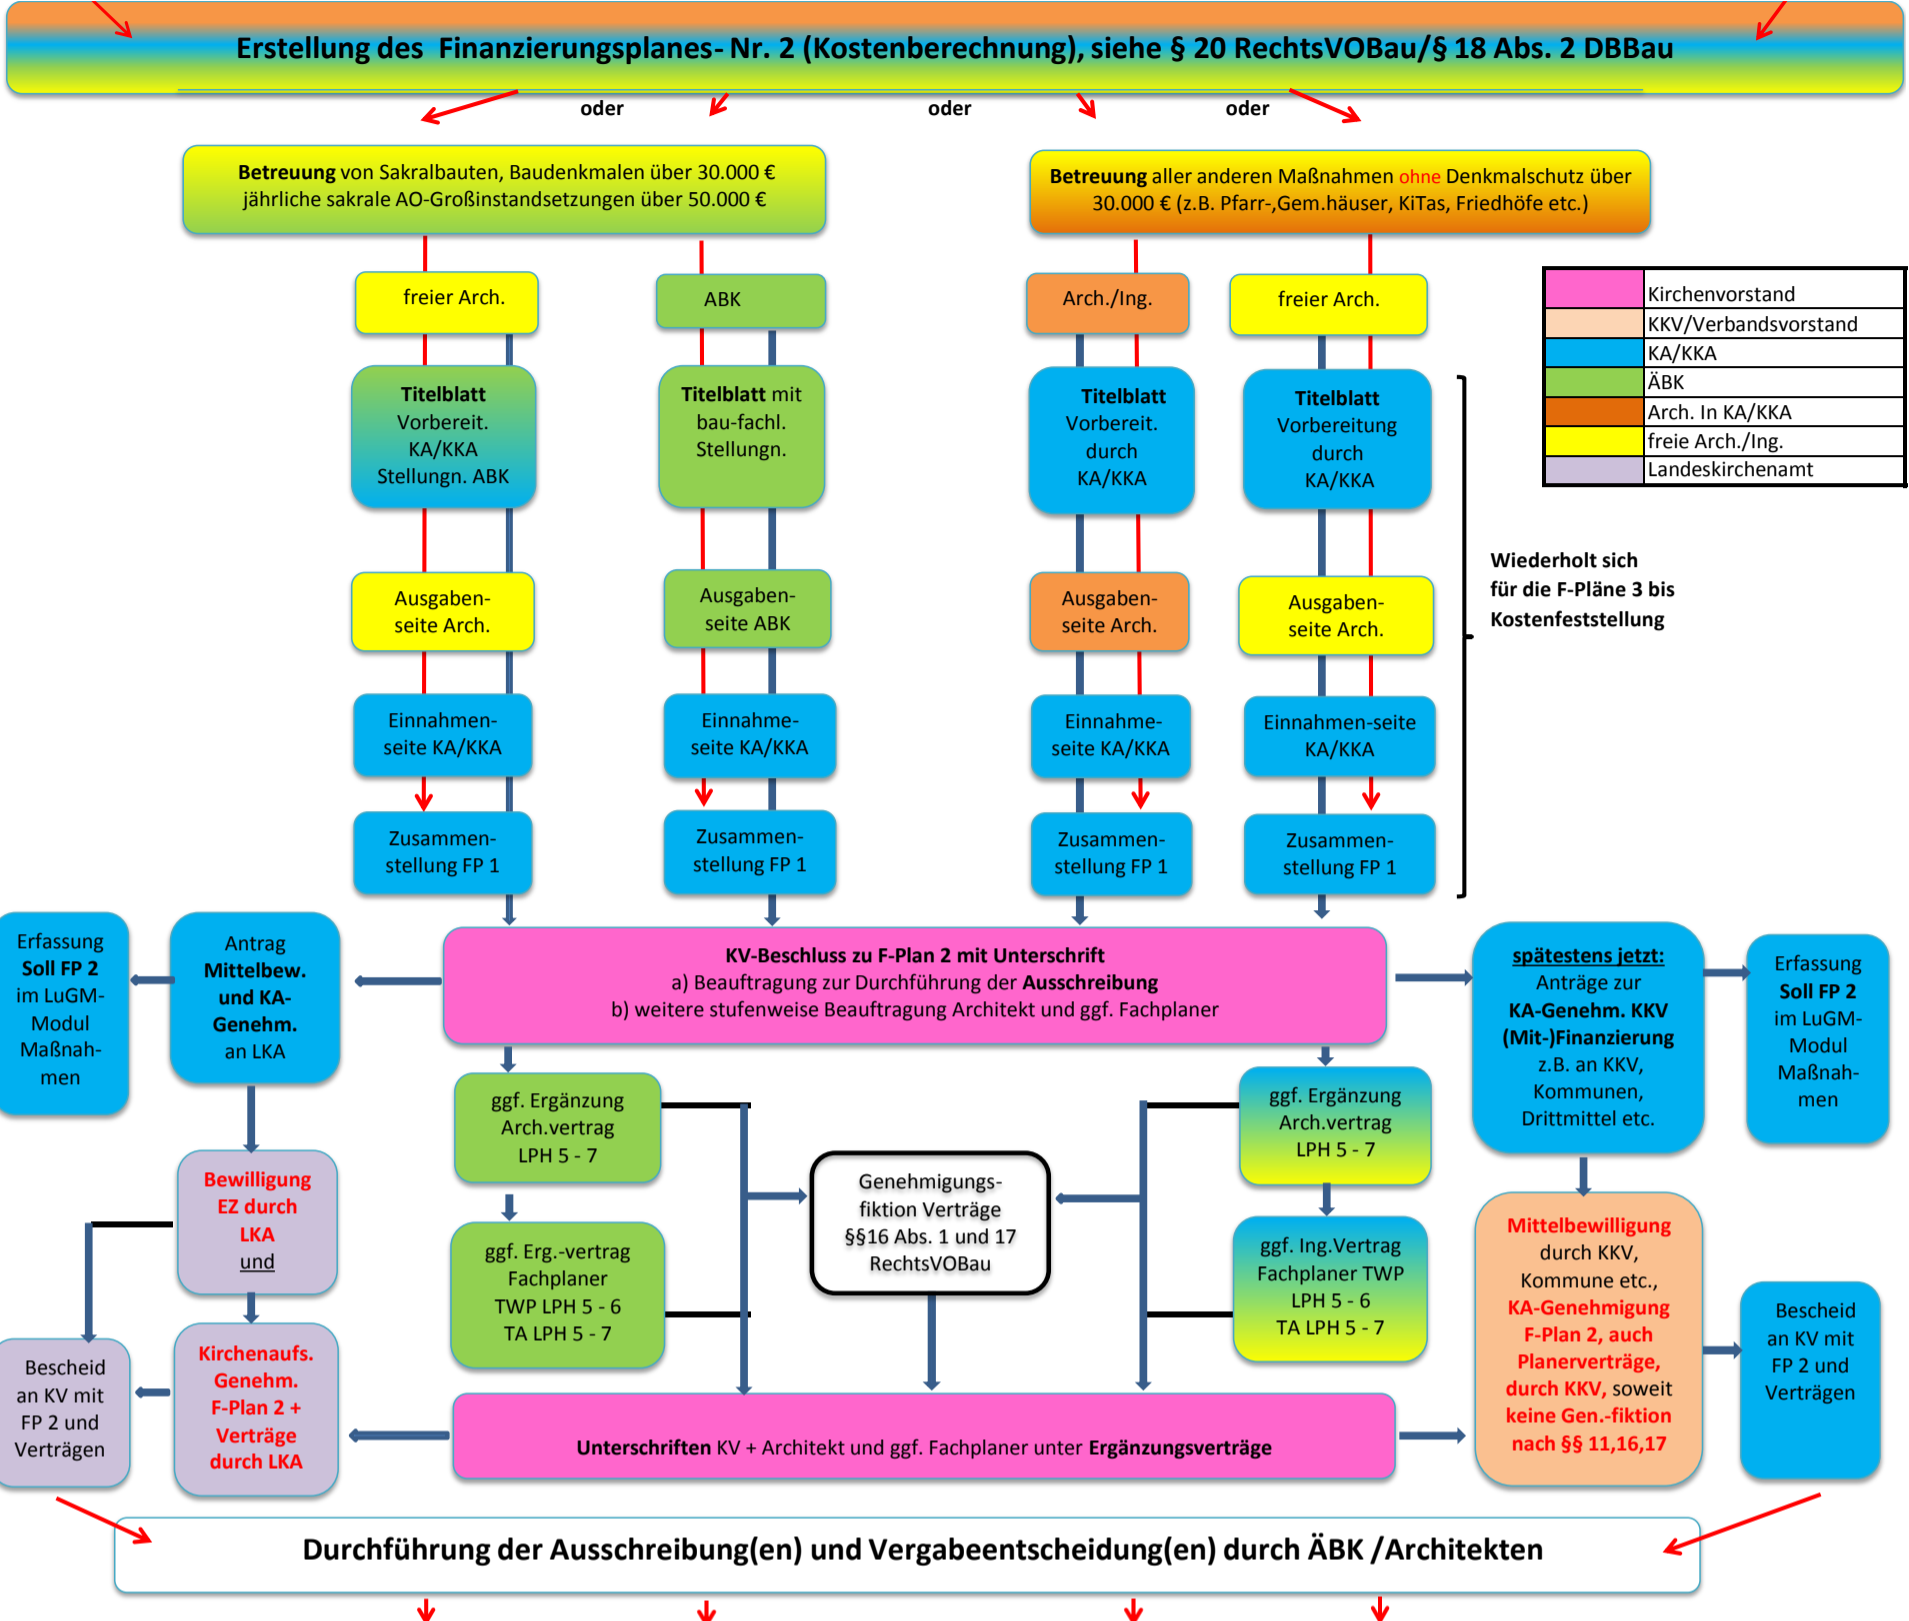 Erstellung des Finanzierungsplanes- Nr. 2 (Kostenberechnung), siehe § 20 RechtsVOBau/§ 18 Abs. 2 DBBau
oder
oder
oder
Betreuung von Sakralbauten, Baudenkmalen über 30.000 €
jährliche sakrale AO-Großinstandsetzungen über 50.000 €
Betreuung aller anderen Maßnahmen ohne Denkmalschutz über
30.000 € (z.B. Pfarr-,Gem.häuser, KiTas, Friedhöfe etc.)
freier Arch.
ABK
Arch./Ing.
freier Arch.
Kirchenvorstand
KKV/Verbandsvorstand
KA/KKA
ÄBK
Arch. In KA/KKA
freie Arch./Ing.
Landeskirchenamt
Titelblatt
Vorbereit.
KA/KKA
Stellungn. ABK
Titelblatt mit
bau-fachl.
Stellungn.
Titelblatt
Vorbereit.
durch
KA/KKA
Titelblatt
Vorbereitung
durch
KA/KKA
Wiederholt sich
für die F-Pläne 3 bis
Kostenfeststellung
Ausgaben-
seite Arch.
Ausgaben-
seite ABK
Ausgaben-
seite Arch.
Ausgaben-
seite Arch.
Einnahmen-
seite KA/KKA
Einnahme-
seite KA/KKA
Einnahme-
seite KA/KKA
Einnahmen-seite
KA/KKA
Zusammen-
stellung FP 1
Zusammen-
stellung FP 1
Zusammen-
stellung FP 1
Zusammen-
stellung FP 1
Erfassung
Soll FP 2
im LuGM-
Modul
Maßnah-
men
Antrag
Mittelbew.
und KA-
Genehm.
an LKA
KV-Beschluss zu F-Plan 2 mit Unterschrift
a) Beauftragung zur Durchführung der Ausschreibung
b) weitere stufenweise Beauftragung Architekt und ggf. Fachplaner
spätestens jetzt:
Anträge zur
KA-Genehm. KKV
(Mit-)Finanzierung
z.B. an KKV,
Kommunen,
Drittmittel etc.
Erfassung
Soll FP 2
im LuGM-
Modul
Maßnah-
men
ggf. Ergänzung
Arch.vertrag
LPH 5 - 7
ggf. Ergänzung
Arch.vertrag
LPH 5 - 7
Bewilligung
EZ durch
LKA
und
Genehmigungs-
fiktion Verträge
§§16 Abs. 1 und 17
RechtsVOBau
ggf. Erg.-vertrag
Fachplaner
TWP LPH 5 - 6
TA LPH 5 - 7
ggf. Ing.Vertrag
Fachplaner TWP
LPH 5 - 6
TA LPH 5 - 7
Mittelbewilligung
durch KKV,
Kommune etc.,
KA-Genehmigung
F-Plan 2, auch
Planerverträge,
durch KKV, soweit
keine Gen.-fiktion
nach §§ 11,16,17
Bescheid
an KV mit
FP 2 und
Verträgen
Bescheid
an KV mit
FP 2 und
Verträgen
Kirchenaufs.
Genehm.
F-Plan 2 +
Verträge
durch LKA
Unterschriften KV + Architekt und ggf. Fachplaner unter Ergänzungsverträge
Durchführung der Ausschreibung(en) und Vergabeentscheidung(en) durch ÄBK /Architekten